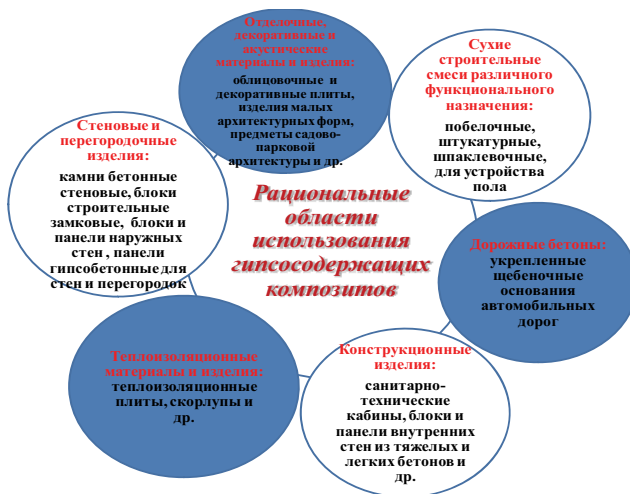 Отделочные,
декоративные и
акустические
материалы и изделия:
облицовочные и
декоративные плиты,
изделия малых
архитектурных форм,
предметы садово-
парковой
архитектуры и др.
Сухие
строительные
смеси различного
функционального
назначения:
побелочные,
штукатурные,
шпаклевочные,
для устройства
пола
Стеновые и
перегородочные
изделия:
камни бетонные
стеновые, блоки
строительные
замковые, блоки и
панели наружных
стен , панели
гипсобетонные для
стен и перегородок
Рациональные
области
использования
гипсосодержащих
композитов
Дорожные бетоны:
укрепленные
щебеночные
основания
автомобильных
дорог
Теплоизоляционные
материалы и изделия:
теплоизоляционные
плиты, скорлупы и
др.
Конструкционные
изделия:
санитарно-
технические
кабины, блоки и
панели внутренних
стен из тяжелых и
легких бетонов и
др.